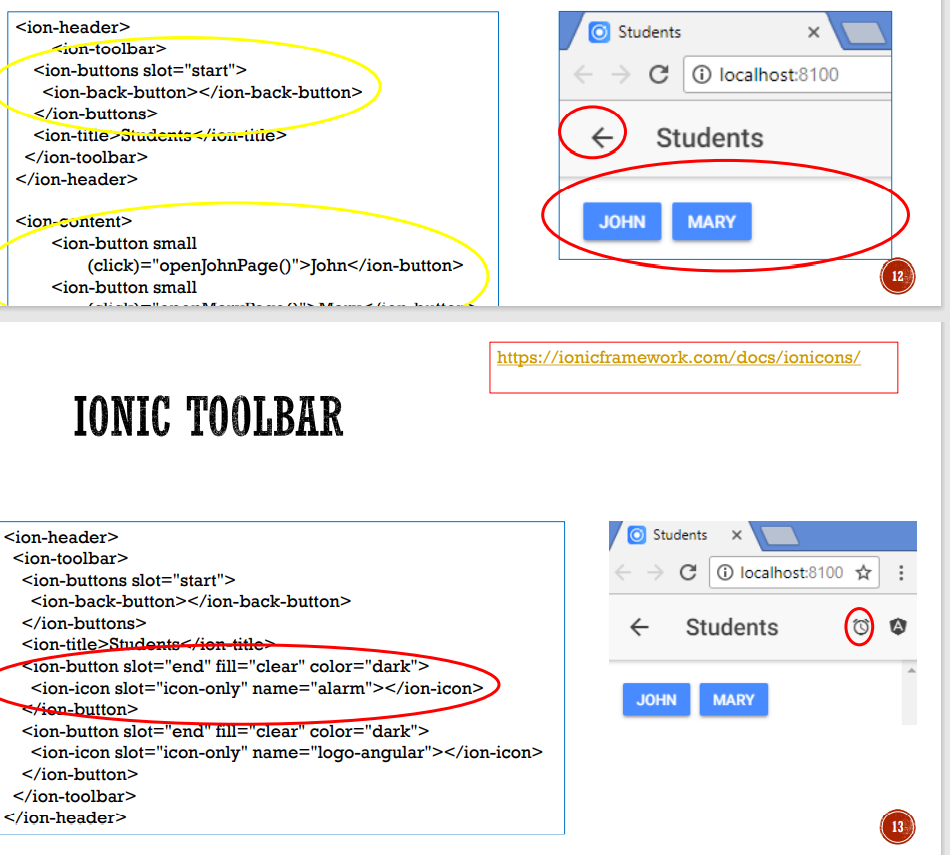 <ion-header>
<ion-toolbar>
<ion-buttons slot="start">
<ion-back-button></ion-back-button>
</ion-buttons>
<ion-title>Students</ion-title>
</ion-toolbar>
</ion-header>
<ion-content>
<ion-button small
(click)="openJohnPage()">John</ion-button>
<ion-button small
(click)="openMaryPage()">Mary</ion-button>
Students
localhost:8100
Students
JOHN MARY
12
https://ionicframework.com/docs/ionicons/
IONIC TOOLBAR
<ion-header>
<ion-toolbar>
<ion-buttons slot="start">
<ion-back-button></ion-back-button>
</ion-buttons>
<ion-title>Students</ion-title>
<ion-button slot="end" fill="clear" color="dark">
<ion-icon slot="icon-only" name="alarm"></ion-icon>
</ion-button>
<ion-button slot="end" fill="clear" color="dark">
<ion-icon slot="icon-only" name="logo-angular"></ion-icon>
</ion-button>
</ion-toolbar>
</ion-header>
Students
localhost:8100
Students
JOHN MARY
13